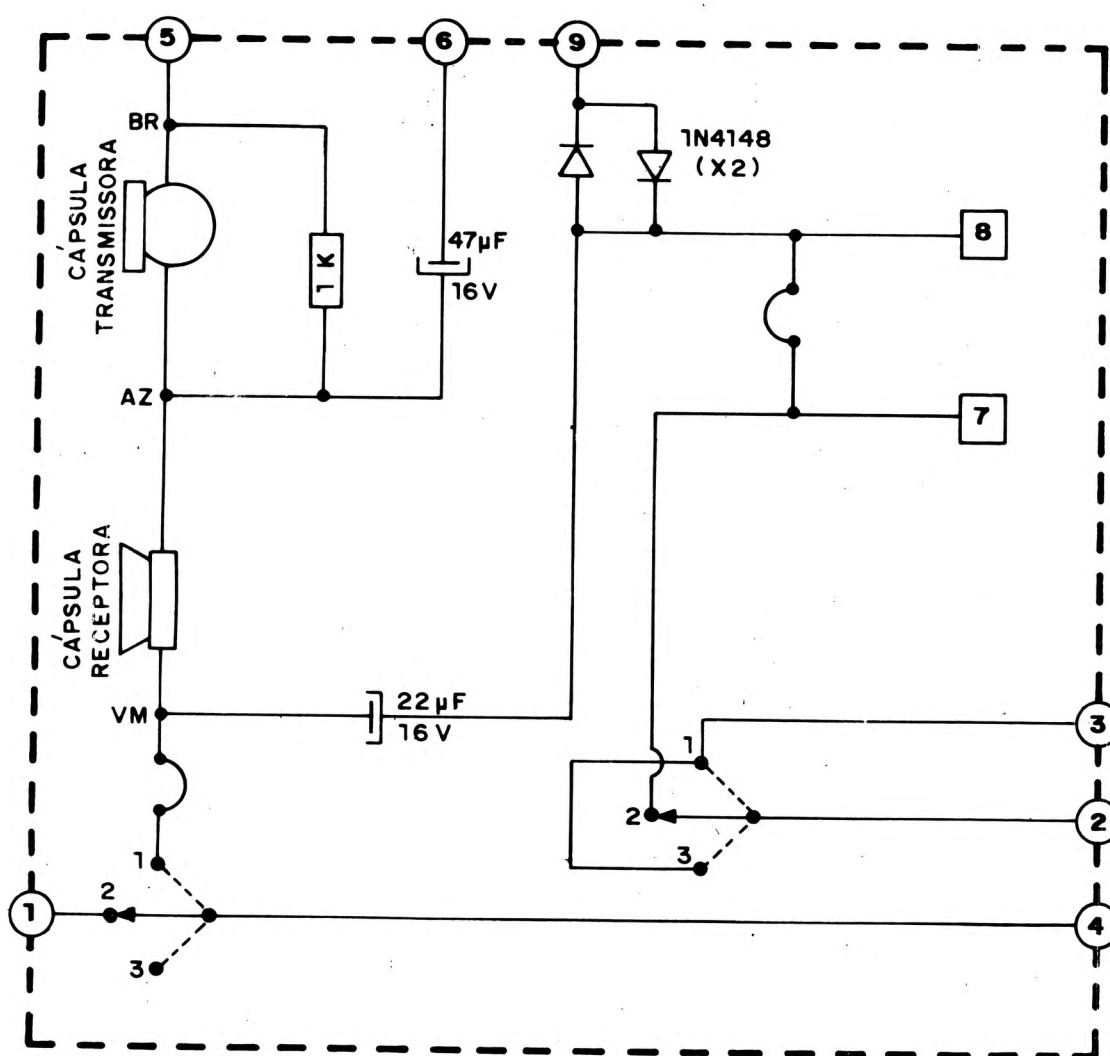 5
6
9
BR
1N4148
(X2)
CÁPSULA
TRANSMISSORA
1 K
47µF
16V
8
AZ
7
CÁPSULA
RECEPTORA
VM
22µF
16V
3
1
2
2
3
1
1
2
4
3